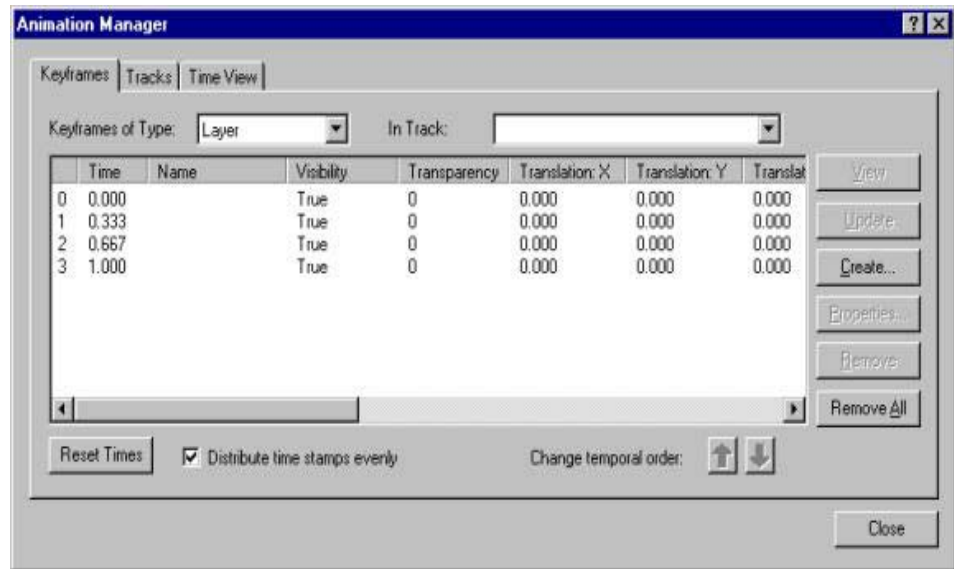 Animation Manager
Keyframes Tracks Time View
Keyframes of Type: Layer In Track:
Time Name Visibility Transparency Translation: X Translation: Y Translat
0 0.000 True 0 0.000 0.000 0.000
1 0.333 True 0 0.000 0.000 0.000
2 0.667 True 0 0.000 0.000 0.000
3 1.000 True 0 0.000 0.000 0.000
View
Update
Create...
Properties...
Remove
Remove All
Reset Times Distribute time stamps evenly Change temporal order:
Close